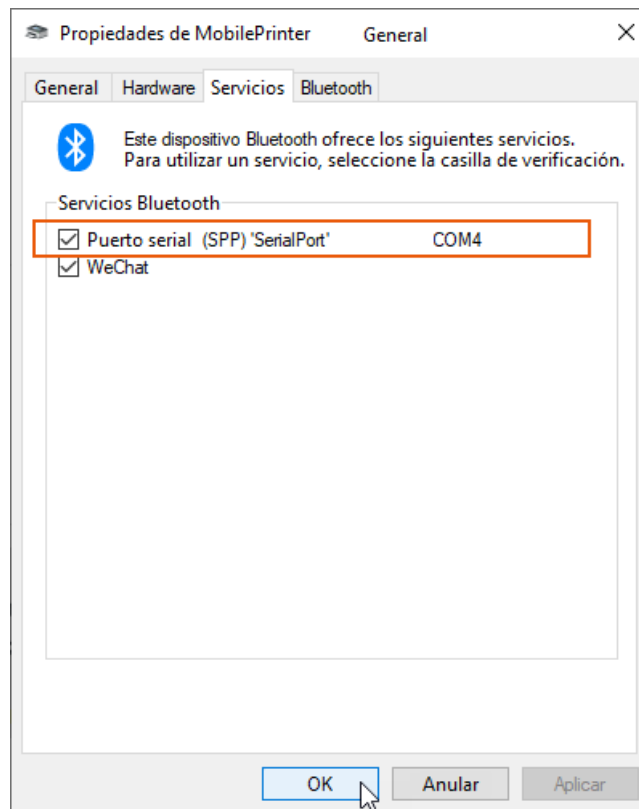 Propiedades de MobilePrinter General
General Hardware Servicios Bluetooth
Este dispositivo Bluetooth ofrece los siguientes servicios.
Para utilizar un servicio, seleccione la casilla de verificación.
Servicios Bluetooth
Puerto serial (SPP) 'SerialPort' COM4
WeChat
OK Anular Aplicar